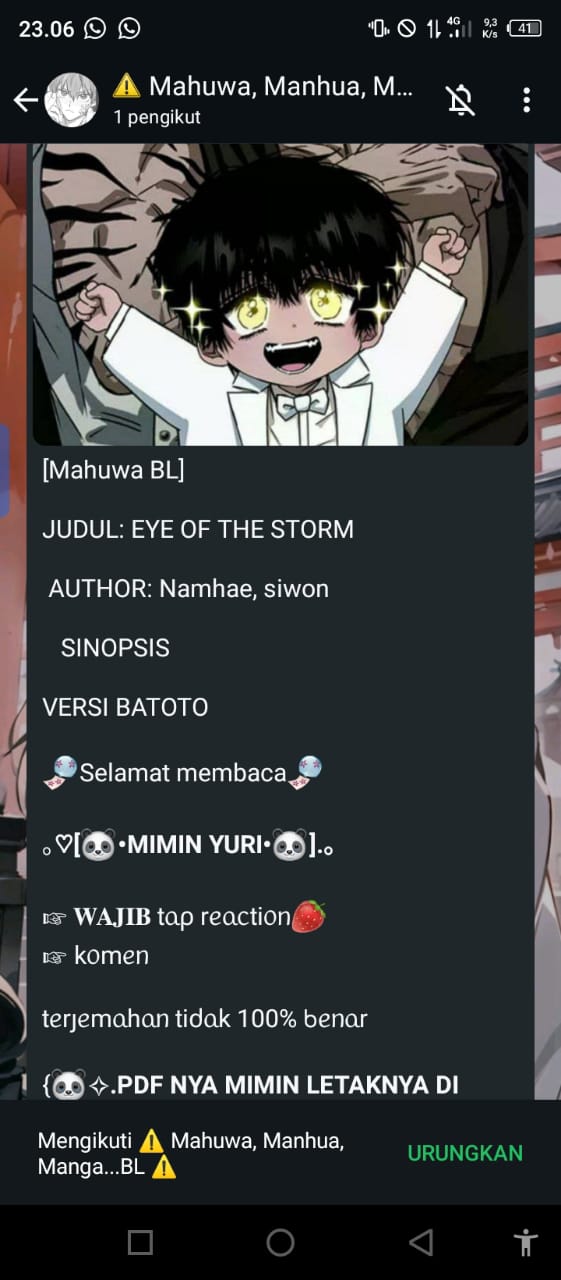 23.06
4G
9,3
K/s
41
⚠️ Mahuwa, Manhua, M...
1 pengikut
[Mahuwa BL]
JUDUL: EYE OF THE STORM
AUTHOR: Namhae, siwon
SINOPSIS
VERSI BATOTO
🎐Selamat membaca🎐
｡♡[🐼•MIMIN YURI•🐼].｡
☞ 𝐖𝐀𝐉𝐈𝐁 tap reaction🍓
☞ komen
terjemahan tidak 100% benar
{🐼✧.PDF NYA MIMIN LETAKNYA DI
Mengikuti ⚠️ Mahuwa, Manhua,
Manga...BL ⚠️
URUNGKAN